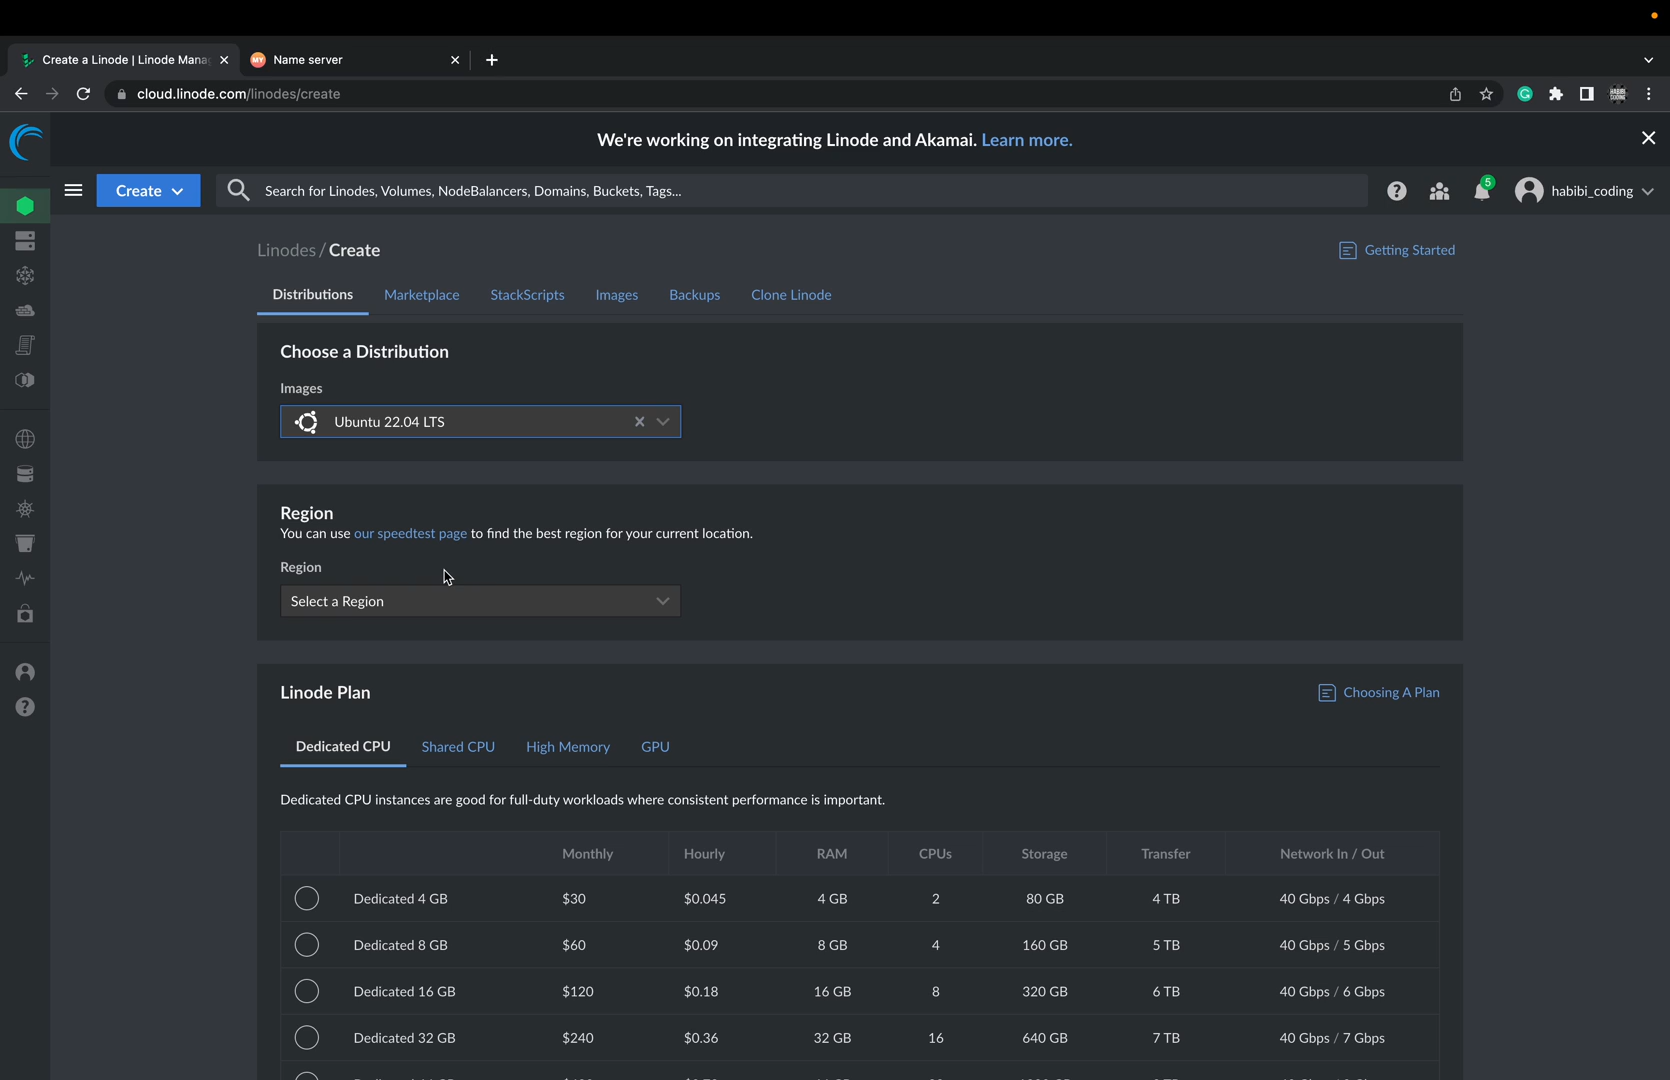 Create a Linode | Linode Mana
MY Name server
cloud.linode.com/linodes/create
HABIBI CODING
We're working on integrating Linode and Akamai. Learn more.
Create
Search for Linodes, Volumes, NodeBalancers, Domains, Buckets, Tags...
5
habibi_coding
Linodes / Create
Getting Started
Distributions Marketplace StackScripts Images Backups Clone Linode
Choose a Distribution
Images
Ubuntu 22.04 LTS
Region
You can use our speedtest page to find the best region for your current location.
Region
Select a Region
Linode Plan
Choosing A Plan
Dedicated CPU Shared CPU High Memory GPU
Dedicated CPU instances are good for full-duty workloads where consistent performance is important.
Monthly Hourly RAM CPUs Storage Transfer Network In / Out
Dedicated 4 GB $30 $0.045 4 GB 2 80 GB 4 TB 40 Gbps / 4 Gbps
Dedicated 8 GB $60 $0.09 8 GB 4 160 GB 5 TB 40 Gbps / 5 Gbps
Dedicated 16 GB $120 $0.18 16 GB 8 320 GB 6 TB 40 Gbps / 6 Gbps
Dedicated 32 GB $240 $0.36 32 GB 16 640 GB 7 TB 40 Gbps / 7 Gbps